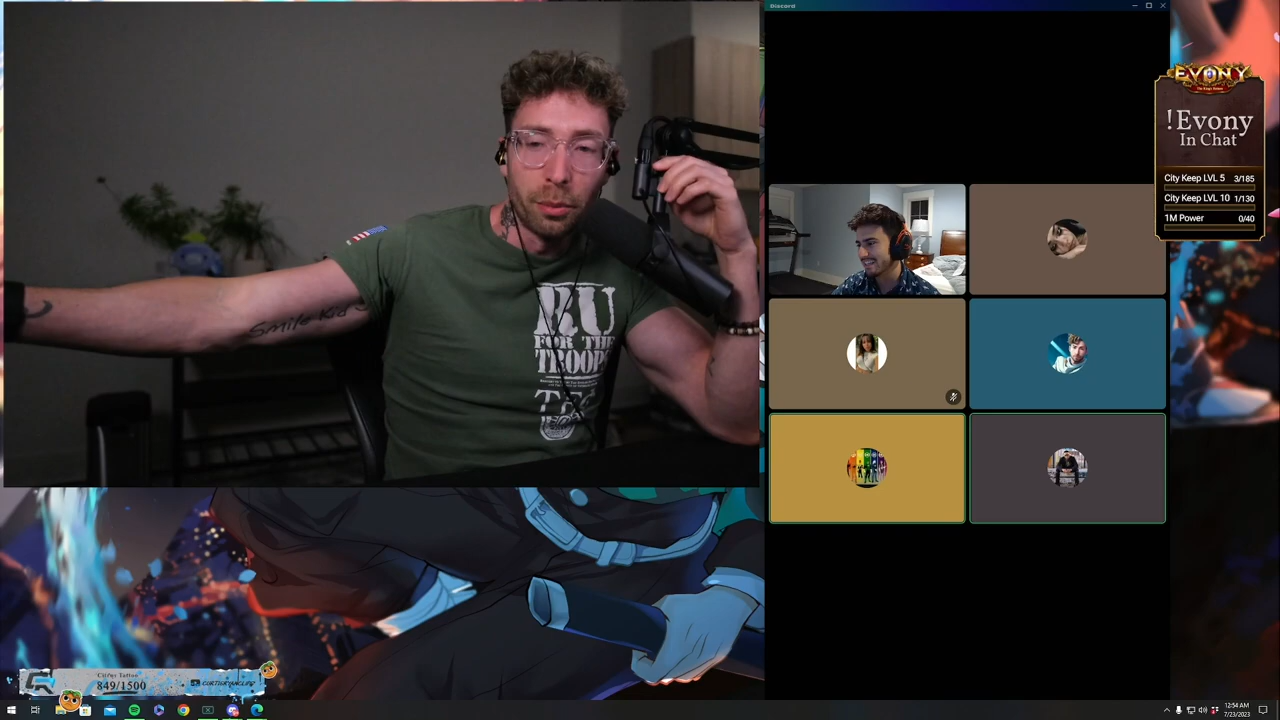 Discord
EVONY
!Evony
In Chat
City Keep LVL 5 3/185
City Keep LVL 10 1/130
1M Power 0/40
Smile Kid
RU
FOR THE
TROOPS
849/1500
12:54 AM
7/23/2023